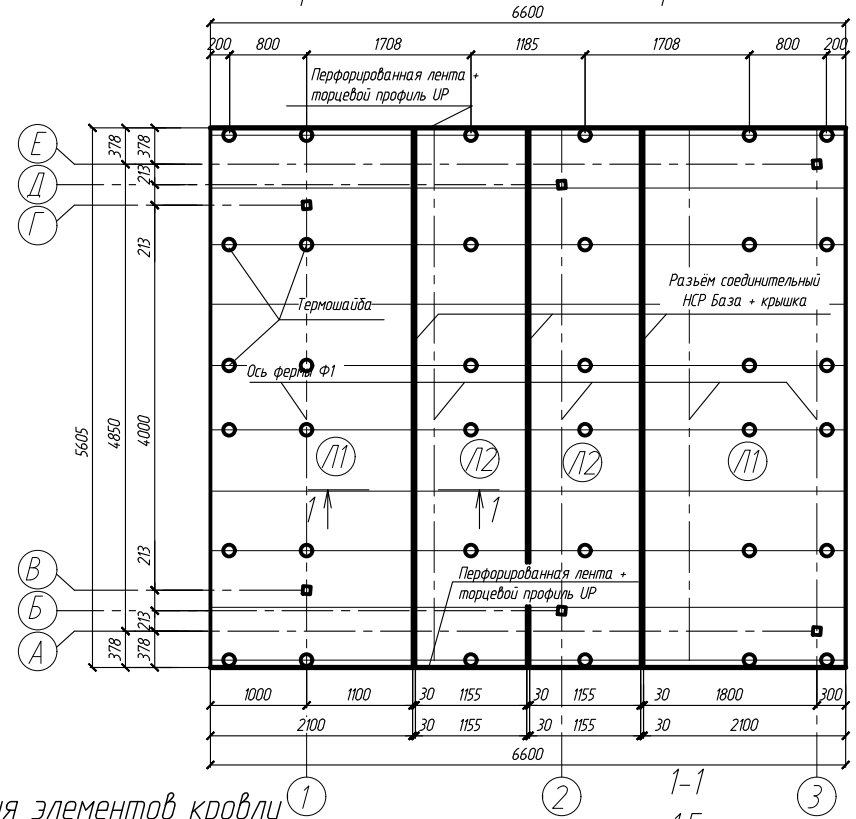 6600
200 800 1708 1185 1708 800 200
Перфорированная лента +
торцевой профиль UP
Е
Д
Г
378 378
213
213
Термошайба
Разъём соединительный
НСР База + крышка
Ось фермы Ф1
5605 4850 4000
Л1 Л2 Л2 Л1
1 1
213
В
Б
А
Перфорированная лента +
торцевой профиль UP
213
378 378
1000 1100 30 1155 30 1155 30 1800 300
2100 30 1155 30 1155 30 2100
6600
1 2 3
1-1
элементов кровли